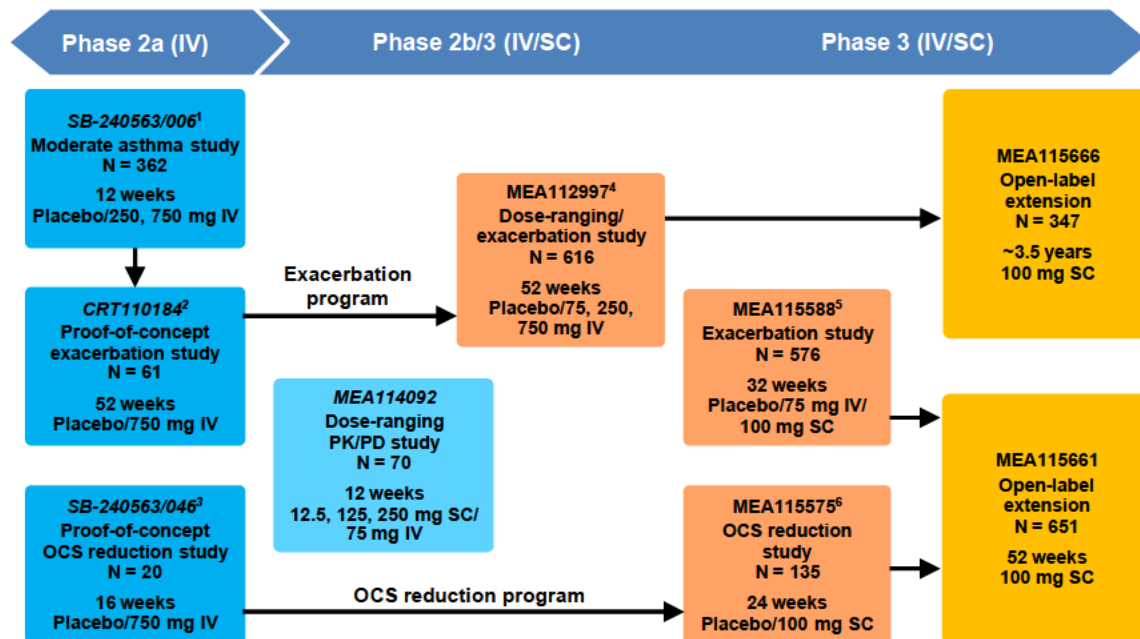 Phase 2a (IV)
Phase 2b/3 (IV/SC)
Phase 3 (IV/SC)
SB-240563/006¹
Moderate asthma study
N = 362
12 weeks
Placebo/250, 750 mg IV
CRT110184²
Proof-of-concept
exacerbation study
N = 61
52 weeks
Placebo/750 mg IV
SB-240563/046³
Proof-of-concept
OCS reduction study
N = 20
16 weeks
Placebo/750 mg IV
Exacerbation
program
MEA114092
Dose-ranging
PK/PD study
N = 70
12 weeks
12.5, 125, 250 mg SC/
75 mg IV
OCS reduction program
MEA112997⁴
Dose-ranging/
exacerbation study
N = 616
52 weeks
Placebo/75, 250,
750 mg IV
MEA115588⁵
Exacerbation study
N = 576
32 weeks
Placebo/75 mg IV/
100 mg SC
MEA115575⁶
OCS reduction
study
N = 135
24 weeks
Placebo/100 mg SC
MEA115666
Open-label
extension
N = 347
~3.5 years
100 mg SC
MEA115661
Open-label
extension
N = 651
52 weeks
100 mg SC